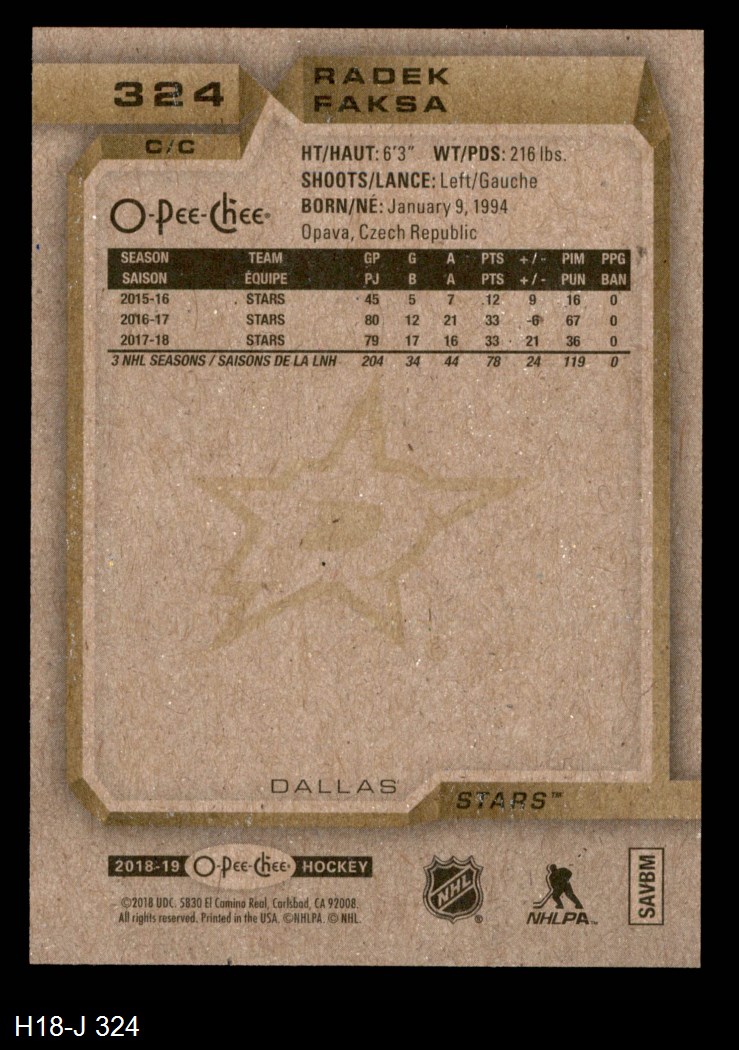 324
RADEK
FAKSA
C/C
HT/HAUT: 6'3" WT/PDS: 216 lbs.
SHOOTS/LANCE: Left/Gauche
O-Pee-Chee
BORN/NÉ: January 9, 1994
Opava, Czech Republic
SEASON TEAM GP G A PTS +/- PIM PPG
SAISON ÉQUIPE PJ B A PTS +/- PUN BAN
2015-16 STARS 45 5 7 12 9 16 0
2016-17 STARS 80 12 21 33 -6 67 0
2017-18 STARS 79 17 16 33 21 36 0
3 NHL SEASONS / SAISONS DE LA LNH 204 34 44 78 24 119 0
DALLAS
STARS™
2018-19 O-Pee-Chee HOCKEY
©2018 UDC. 5830 El Camino Real, Carlsbad, CA 92008.
All rights reserved. Printed in the USA. ©NHLPA. © NHL.
NHL®
NHLPA™
SAVBM
H18-J 324